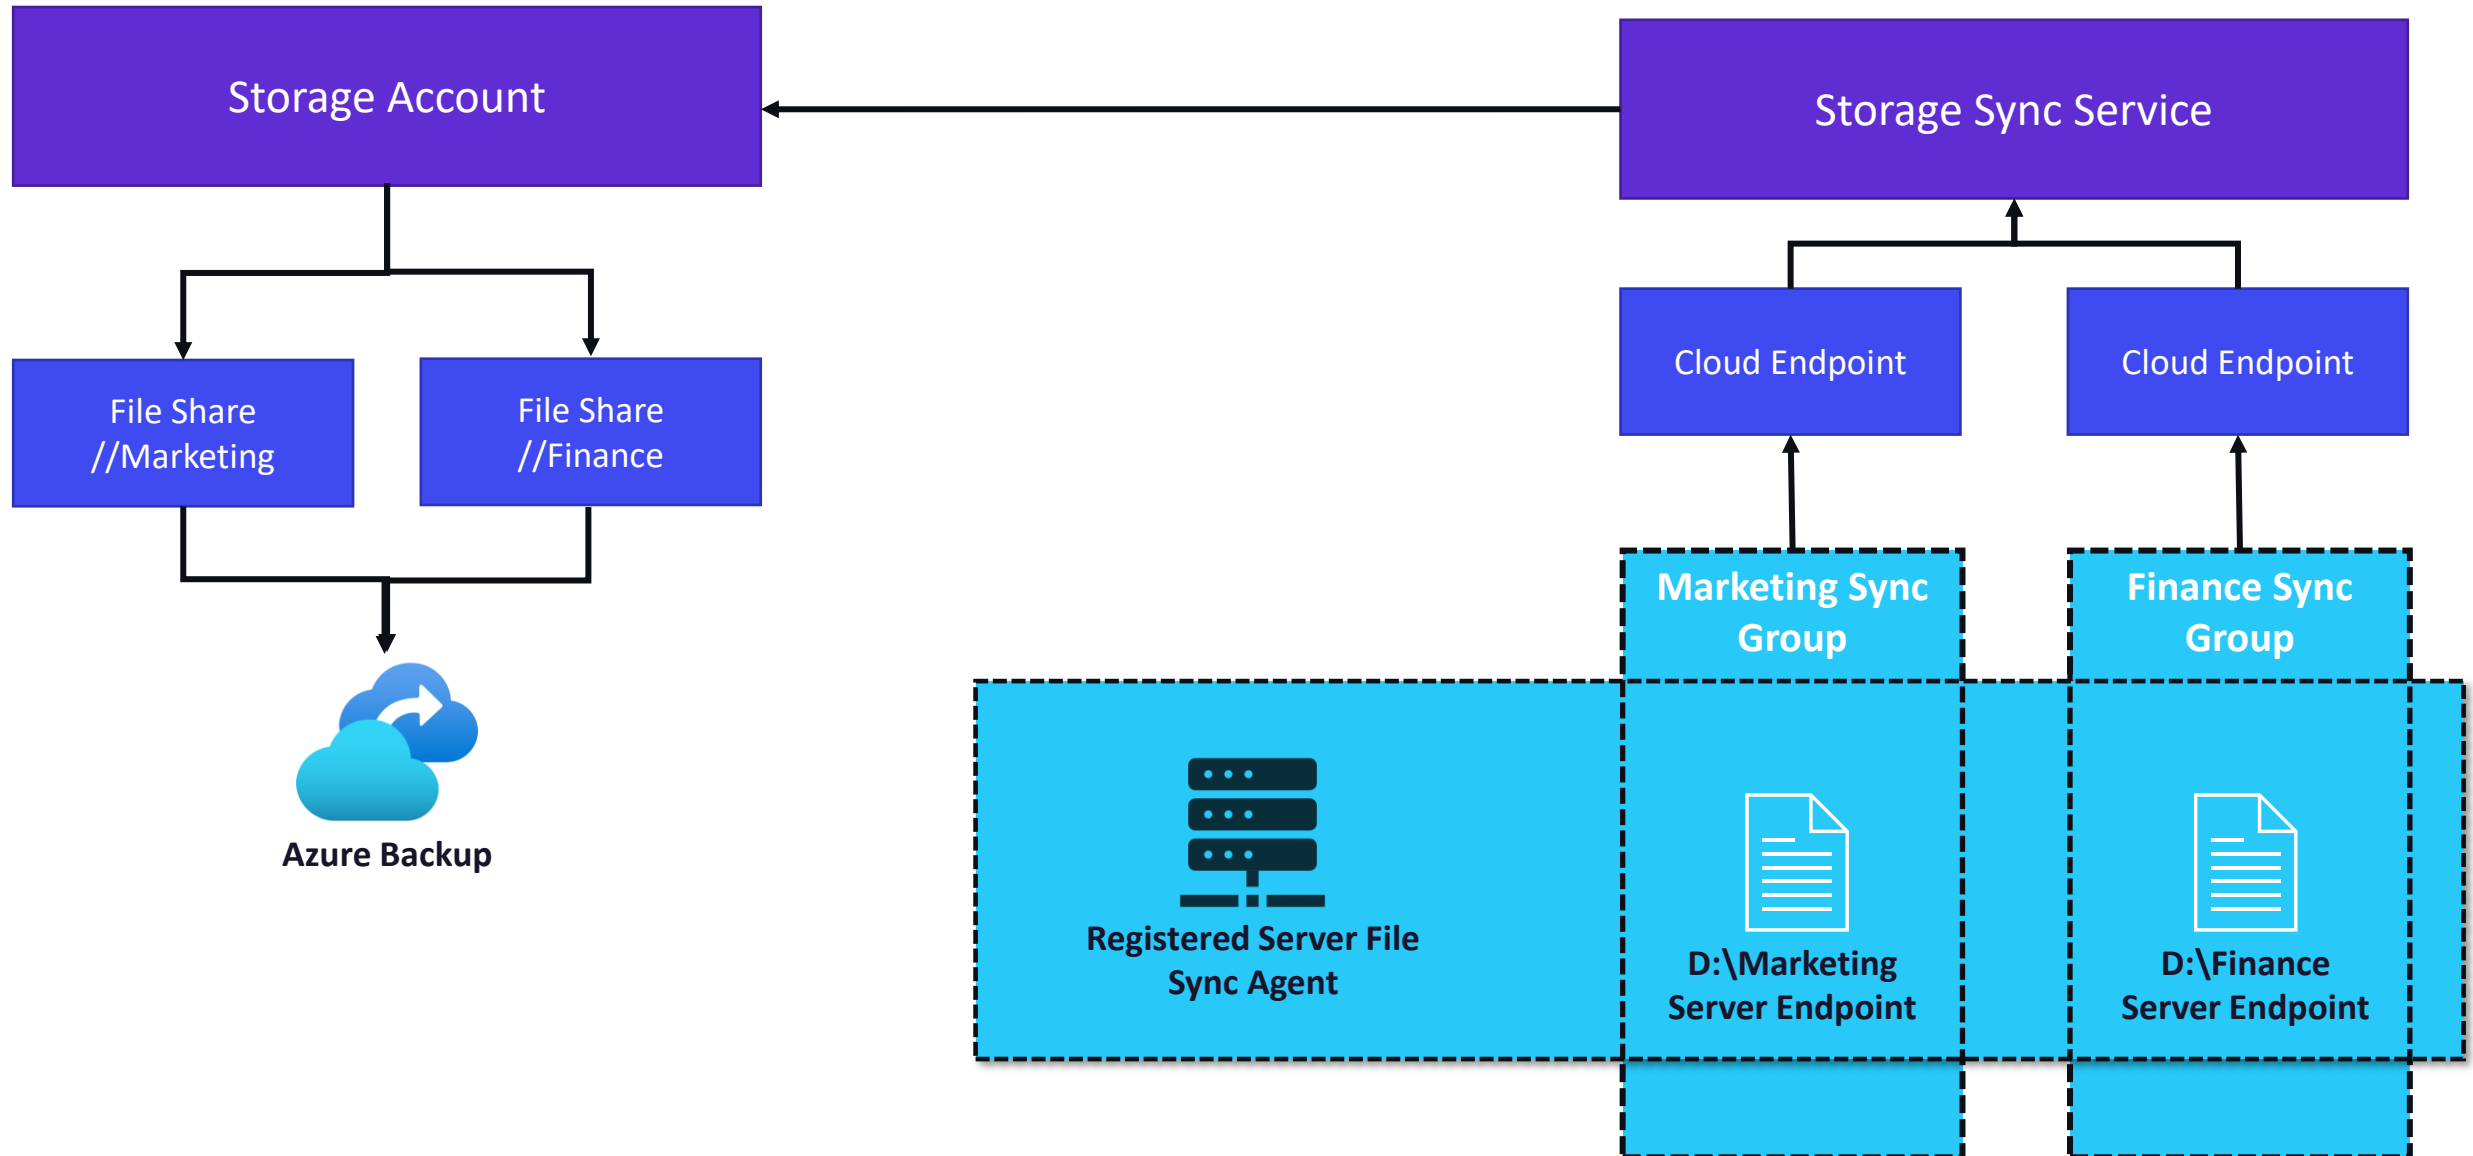 Storage Account
Storage Sync Service
Cloud Endpoint
Cloud Endpoint
File Share
//Marketing
File Share
//Finance
Marketing Sync
Group
Finance Sync
Group
Azure Backup
Registered Server File
Sync Agent
D:\Marketing
Server Endpoint
D:\Finance
Server Endpoint